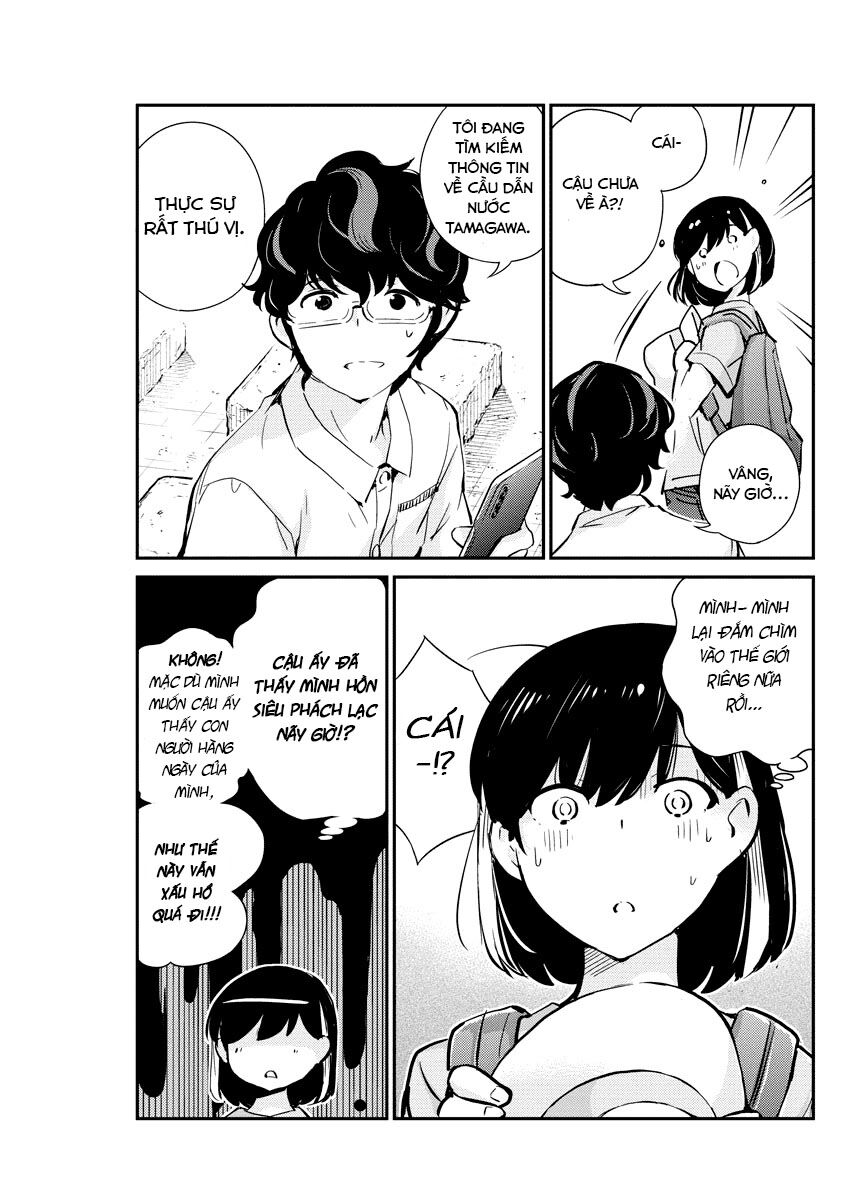 CÁI-
CẬU CHƯA
VỀ À?!
VÂNG,
NÃY GIỜ...
TÔI ĐANG
TÌM KIẾM
THÔNG TIN
VỀ CẦU DẪN
NƯỚC
TAMAGAWA.
THỰC SỰ
RẤT THÚ VỊ.
MÌNH- MÌNH
LẠI ĐẮM CHÌM
VÀO THẾ GIỚI
RIÊNG NỮA
RỒI...
CÁI
-!?
CẬU ẤY ĐÃ
THẤY MÌNH HỒN
SIÊU PHÁCH LẠC
NÃY GIỜ!?
KHÔNG!
MẶC DÙ MÌNH
MUỐN CẬU ẤY
THẤY CON
NGƯỜI HÀNG
NGÀY CỦA
MÌNH,
NHƯ THẾ
NÀY VẪN
XẤU HỔ
QUÁ ĐI!!!